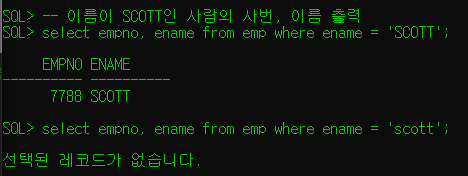 SQL> -- 이름이 SCOTT인 사람의 사번, 이름 출력
SQL> select empno, ename from emp where ename = 'SCOTT';
EMPNO ENAME
---------- ----------
7788 SCOTT
SQL> select empno, ename from emp where ename = 'scott';
선택된 레코드가 없습니다.